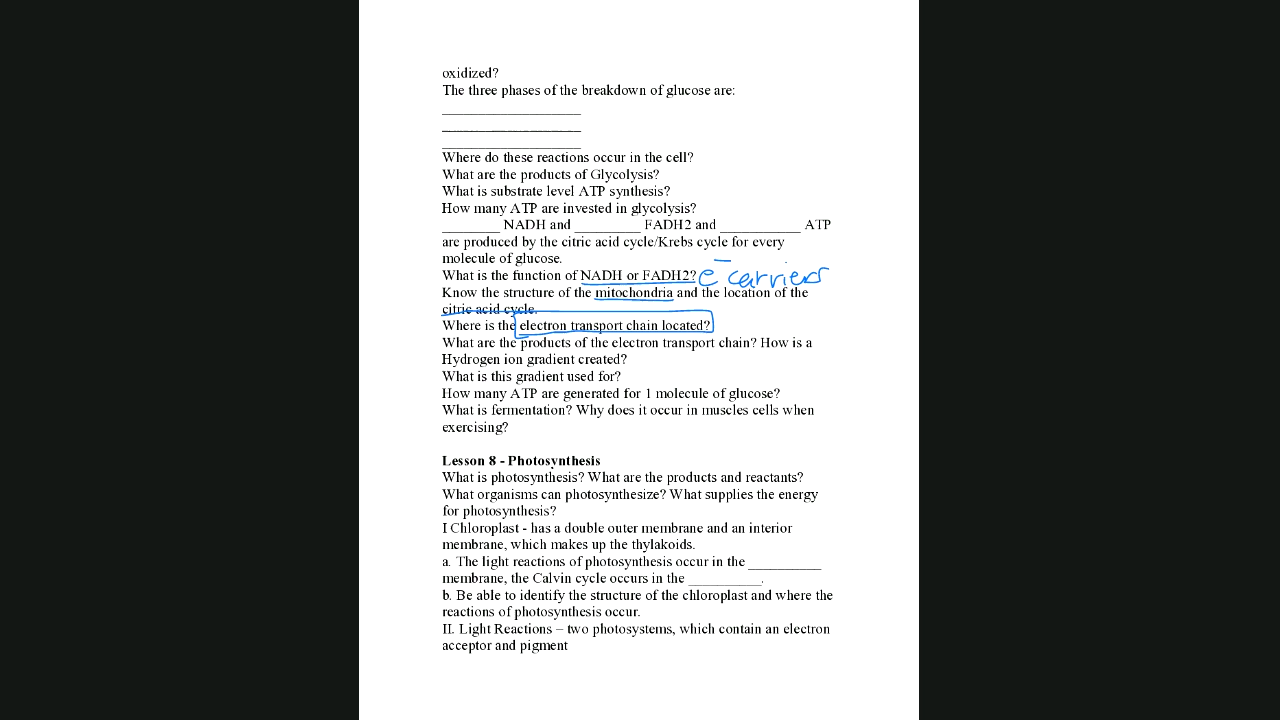 oxidized?
The three phases of the breakdown of glucose are:
____________________
____________________
____________________
Where do these reactions occur in the cell?
What are the products of Glycolysis?
What is substrate level ATP synthesis?
How many ATP are invested in glycolysis?
________ NADH and _________ FADH2 and ___________ ATP
are produced by the citric acid cycle/Krebs cycle for every
molecule of glucose.
What is the function of NADH or FADH2? e⁻ carriers
Know the structure of the mitochondria and the location of the
citric acid cycle.
Where is the electron transport chain located?
What are the products of the electron transport chain? How is a
Hydrogen ion gradient created?
What is this gradient used for?
How many ATP are generated for 1 molecule of glucose?
What is fermentation? Why does it occur in muscles cells when
exercising?
Lesson 8 - Photosynthesis
What is photosynthesis? What are the products and reactants?
What organisms can photosynthesize? What supplies the energy
for photosynthesis?
I Chloroplast - has a double outer membrane and an interior
membrane, which makes up the thylakoids.
a. The light reactions of photosynthesis occur in the __________
membrane, the Calvin cycle occurs in the __________.
b. Be able to identify the structure of the chloroplast and where the
reactions of photosynthesis occur.
II. Light Reactions – two photosystems, which contain an electron
acceptor and pigment